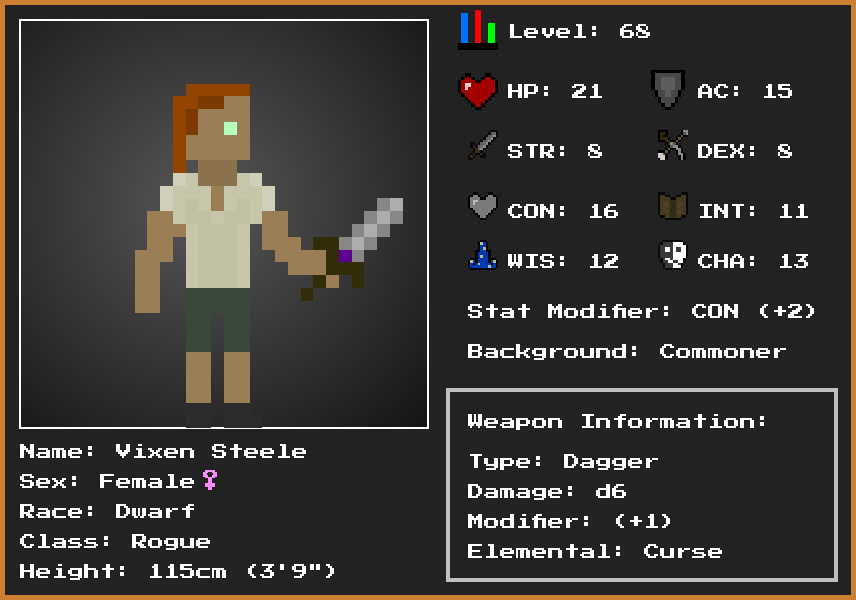 Level: 68
HP: 21
AC: 15
STR: 8
DEX: 8
CON: 16
INT: 11
WIS: 12
CHA: 13
Stat Modifier: CON (+2)
Background: Commoner
Weapon Information:
Type: Dagger
Damage: d6
Modifier: (+1)
Elemental: Curse
Name: Vixen Steele
Sex: Female♀
Race: Dwarf
Class: Rogue
Height: 115cm (3'9")